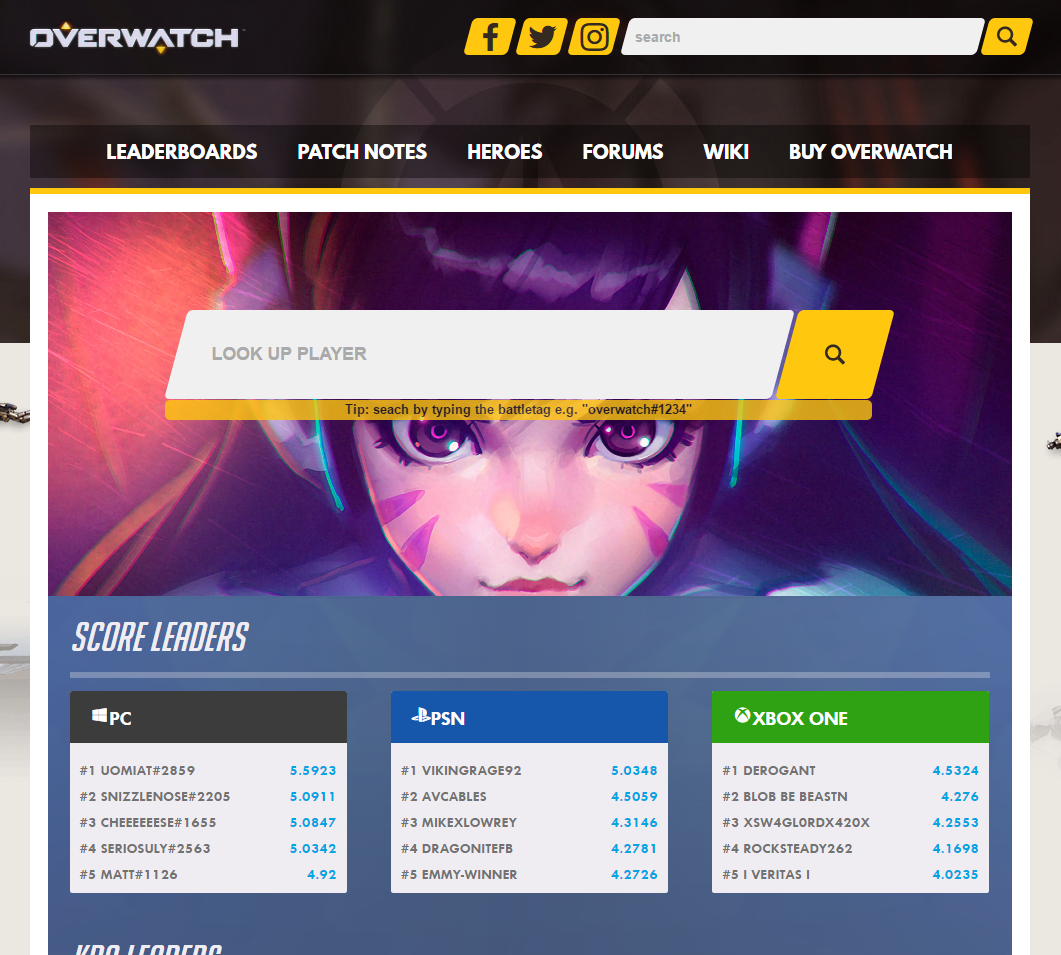 OVERWATCH
search
LEADERBOARDS PATCH NOTES HEROES FORUMS WIKI BUY OVERWATCH
LOOK UP PLAYER
Tip: seach by typing the battletag e.g. "overwatch#1234"
SCORE LEADERS
PC
#1 UOMIAT#2859 5.5923
#2 SNIZZLENOSE#2205 5.0911
#3 CHEEEEEESE#1655 5.0847
#4 SERIOSULY#2563 5.0342
#5 MATT#1126 4.92
PSN
#1 VIKINGRAGE92 5.0348
#2 AVCABLES 4.5059
#3 MIKEXLOWREY 4.3146
#4 DRAGONITEFB 4.2781
#5 EMMY-WINNER 4.2726
XBOX ONE
#1 DEROGANT 4.5324
#2 BLOB BE BEASTN 4.276
#3 XSW4GL0RDX420X 4.2553
#4 ROCKSTEADY262 4.1698
#5 I VERITAS I 4.0235
LEADERS